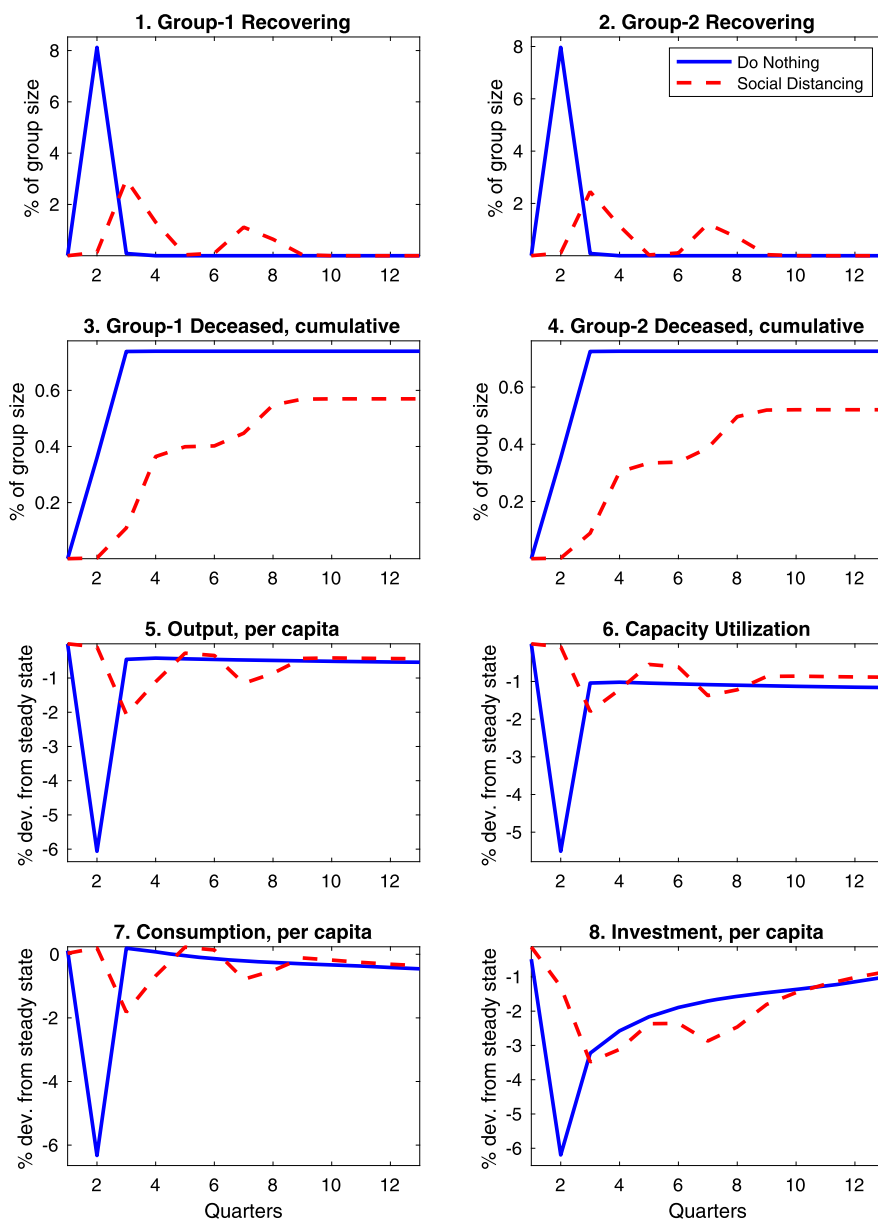 1. Group-1 Recovering
% of group size
8
6
4
2
2 4 6 8 10 12
2. Group-2 Recovering
Do Nothing
Social Distancing
% of group size
8
6
4
2
2 4 6 8 10 12
3. Group-1 Deceased, cumulative
% of group size
0.6
0.4
0.2
2 4 6 8 10 12
4. Group-2 Deceased, cumulative
% of group size
0.6
0.4
0.2
2 4 6 8 10 12
5. Output, per capita
% dev. from steady state
-1
-2
-3
-4
-5
-6
2 4 6 8 10 12
6. Capacity Utilization
% dev. from steady state
-1
-2
-3
-4
-5
2 4 6 8 10 12
7. Consumption, per capita
% dev. from steady state
0
-2
-4
-6
2 4 6 8 10 12
Quarters
8. Investment, per capita
% dev. from steady state
-1
-2
-3
-4
-5
-6
2 4 6 8 10 12
Quarters